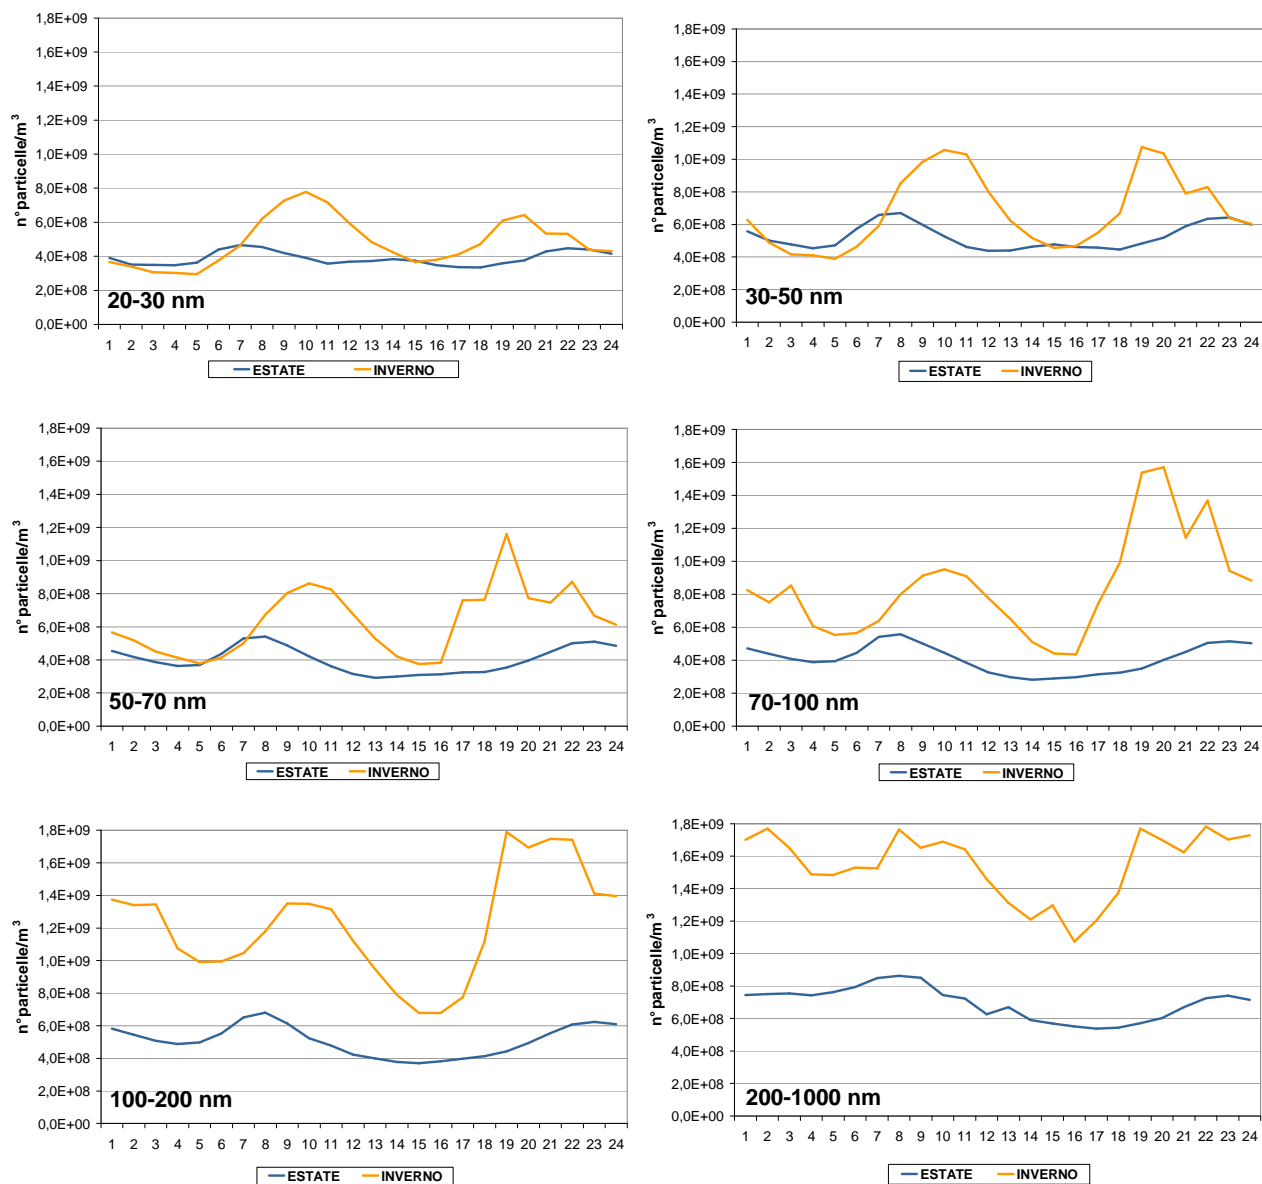 1,8E+09
1,6E+09
1,4E+09
1,2E+09
1,0E+09
8,0E+08
6,0E+08
4,0E+08
2,0E+08
0,0E+00
n°particelle/m³
20-30 nm
1 2 3 4 5 6 7 8 9 10 11 12 13 14 15 16 17 18 19 20 21 22 23 24
ESTATE INVERNO
1,8E+09
1,6E+09
1,4E+09
1,2E+09
1,0E+09
8,0E+08
6,0E+08
4,0E+08
2,0E+08
0,0E+00
n°particelle/m³
30-50 nm
1 2 3 4 5 6 7 8 9 10 11 12 13 14 15 16 17 18 19 20 21 22 23 24
ESTATE INVERNO
1,8E+09
1,6E+09
1,4E+09
1,2E+09
1,0E+09
8,0E+08
6,0E+08
4,0E+08
2,0E+08
0,0E+00
n°particelle/m³
50-70 nm
1 2 3 4 5 6 7 8 9 10 11 12 13 14 15 16 17 18 19 20 21 22 23 24
ESTATE INVERNO
1,8E+09
1,6E+09
1,4E+09
1,2E+09
1,0E+09
8,0E+08
6,0E+08
4,0E+08
2,0E+08
0,0E+00
n°particelle/m³
70-100 nm
1 2 3 4 5 6 7 8 9 10 11 12 13 14 15 16 17 18 19 20 21 22 23 24
ESTATE INVERNO
1,8E+09
1,6E+09
1,4E+09
1,2E+09
1,0E+09
8,0E+08
6,0E+08
4,0E+08
2,0E+08
0,0E+00
n°particelle/m³
100-200 nm
1 2 3 4 5 6 7 8 9 10 11 12 13 14 15 16 17 18 19 20 21 22 23 24
ESTATE INVERNO
1,8E+09
1,6E+09
1,4E+09
1,2E+09
1,0E+09
8,0E+08
6,0E+08
4,0E+08
2,0E+08
0,0E+00
n°particelle/m³
200-1000 nm
1 2 3 4 5 6 7 8 9 10 11 12 13 14 15 16 17 18 19 20 21 22 23 24
ESTATE INVERNO